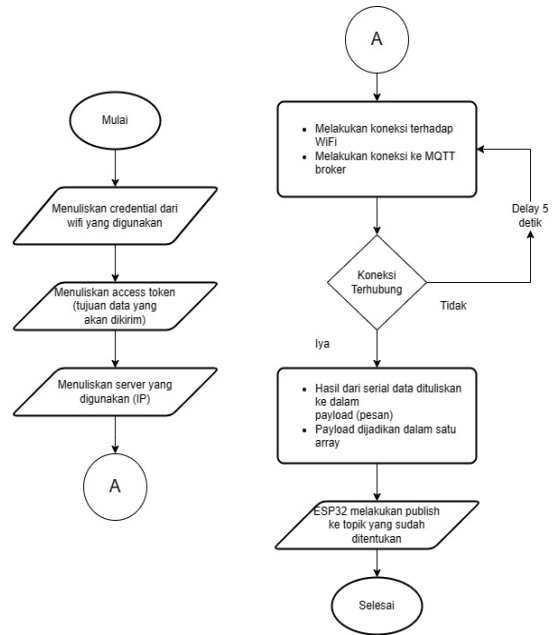 Mulai
Menuliskan credential dari
wifi yang digunakan
Menuliskan access token
(tujuan data yang
akan dikirim)
Menuliskan server yang
digunakan (IP)
A
A
• Melakukan koneksi terhadap
WiFi
• Melakukan koneksi ke MQTT
broker
Delay 5
detik
Koneksi
Terhubung
Tidak
Iya
• Hasil dari serial data dituliskan
ke dalam
payload (pesan)
• Payload dijadikan dalam satu
array
ESP32 melakukan publish
ke topik yang sudah
ditentukan
Selesai